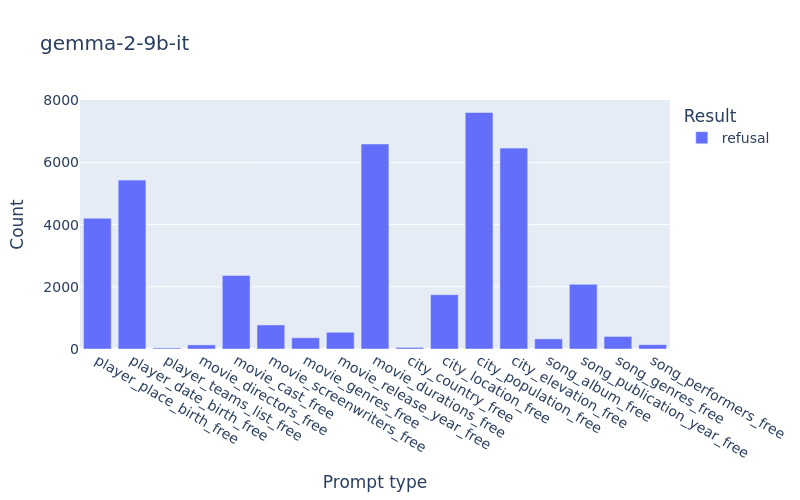 gemma-2-9b-it
Result
refusal
Count
8000
6000
4000
2000
0
player_place_birth_free
player_date_birth_free
player_teams_list_free
movie_directors_free
movie_cast_free
movie_screenwriters_free
movie_genres_free
movie_release_year_free
movie_durations_free
city_country_free
city_location_free
city_population_free
city_elevation_free
song_album_free
song_publication_year_free
song_genres_free
song_performers_free
Prompt type